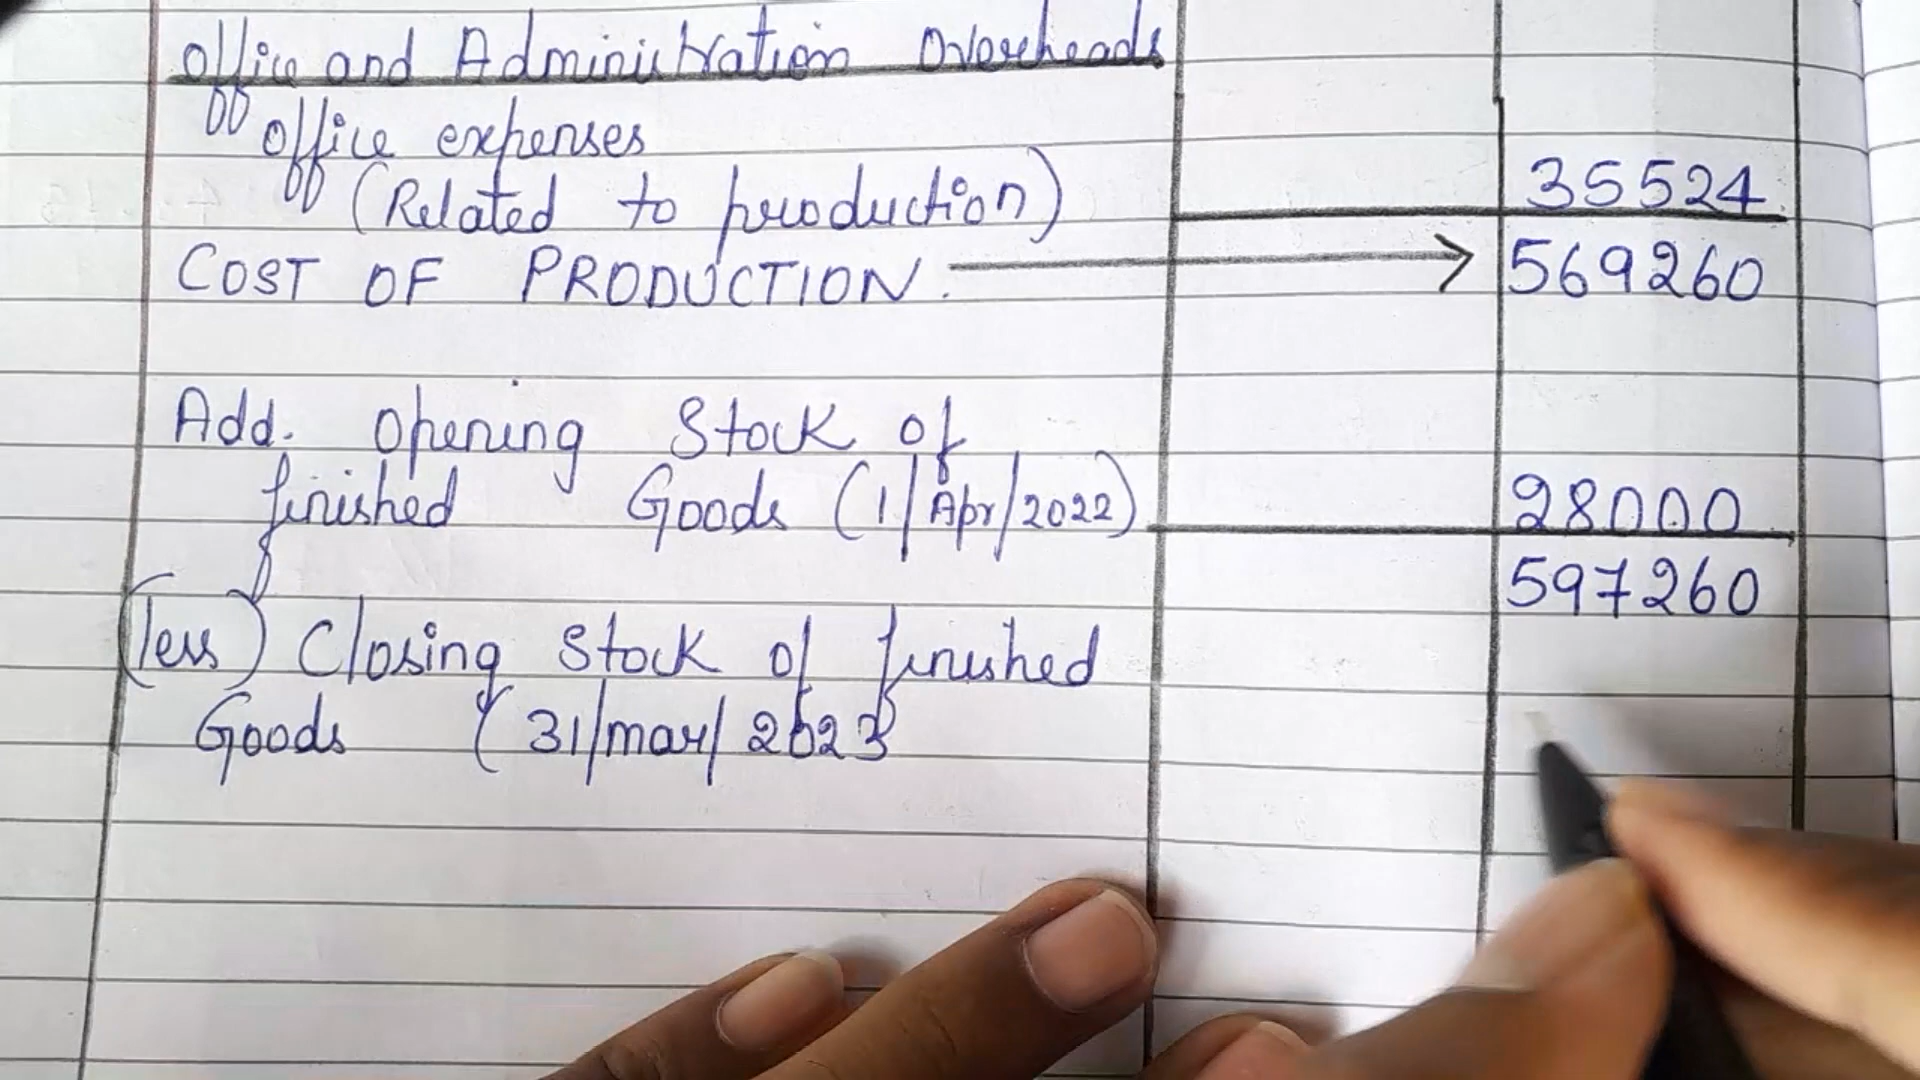 Office and Administration Overheads
office expenses
(Related to production) 35524
COST OF PRODUCTION. → 569260
Add. Opening Stock of
finished Goods (1/Apr/2022) 28000
597260
(less) Closing Stock of finished
Goods (31/mar/2023